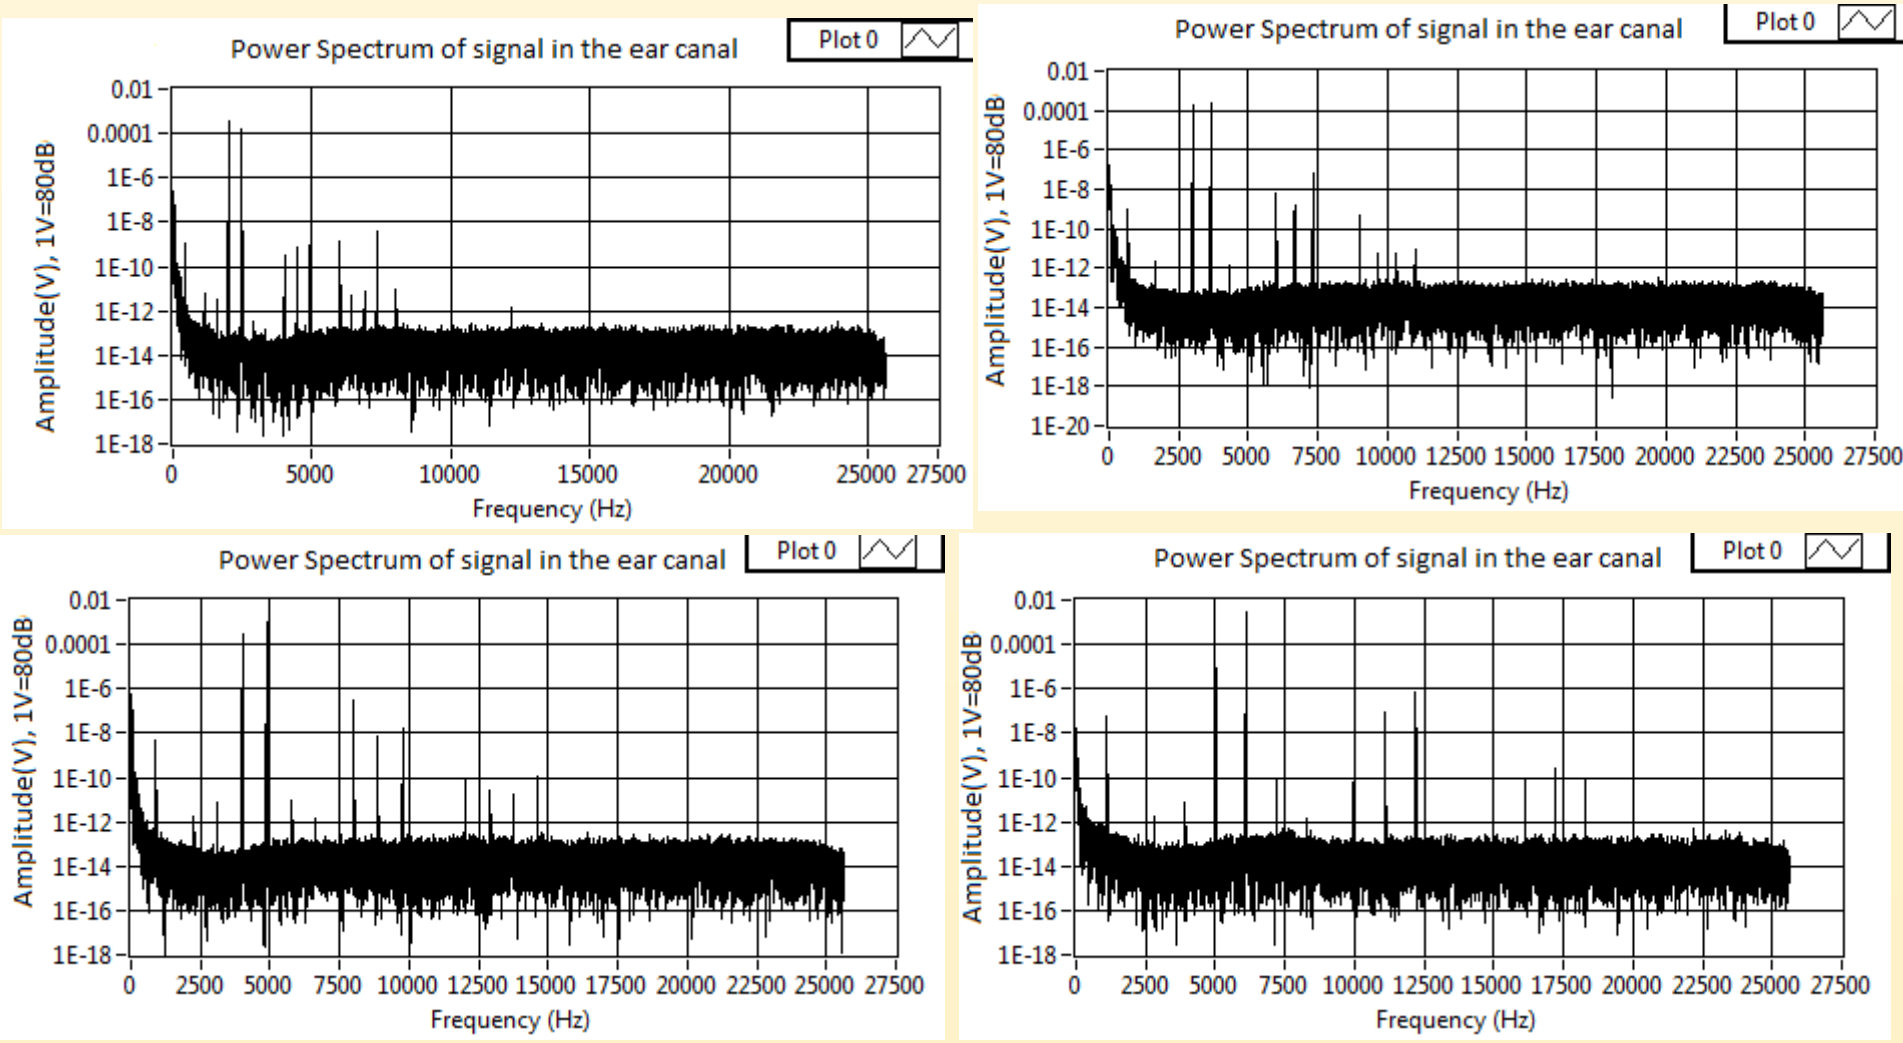 Power Spectrum of signal in the ear canal
Plot 0
Amplitude(V), 1V=80dB
0.01
0.0001
1E-6
1E-8
1E-10
1E-12
1E-14
1E-16
1E-18
0 5000 10000 15000 20000 25000 27500
Frequency (Hz)
Power Spectrum of signal in the ear canal
Plot 0
Amplitude(V), 1V=80dB
0.01
0.0001
1E-6
1E-8
1E-10
1E-12
1E-14
1E-16
1E-18
1E-20
0 2500 5000 7500 10000 12500 15000 17500 20000 22500 25000 27500
Frequency (Hz)
Power Spectrum of signal in the ear canal
Plot 0
Amplitude(V), 1V=80dB
0.01
0.0001
1E-6
1E-8
1E-10
1E-12
1E-14
1E-16
1E-18
0 2500 5000 7500 10000 12500 15000 17500 20000 22500 25000 27500
Frequency (Hz)
Power Spectrum of signal in the ear canal
Plot 0
Amplitude(V), 1V=80dB
0.01
0.0001
1E-6
1E-8
1E-10
1E-12
1E-14
1E-16
1E-18
0 2500 5000 7500 10000 12500 15000 17500 20000 22500 25000 27500
Frequency (Hz)